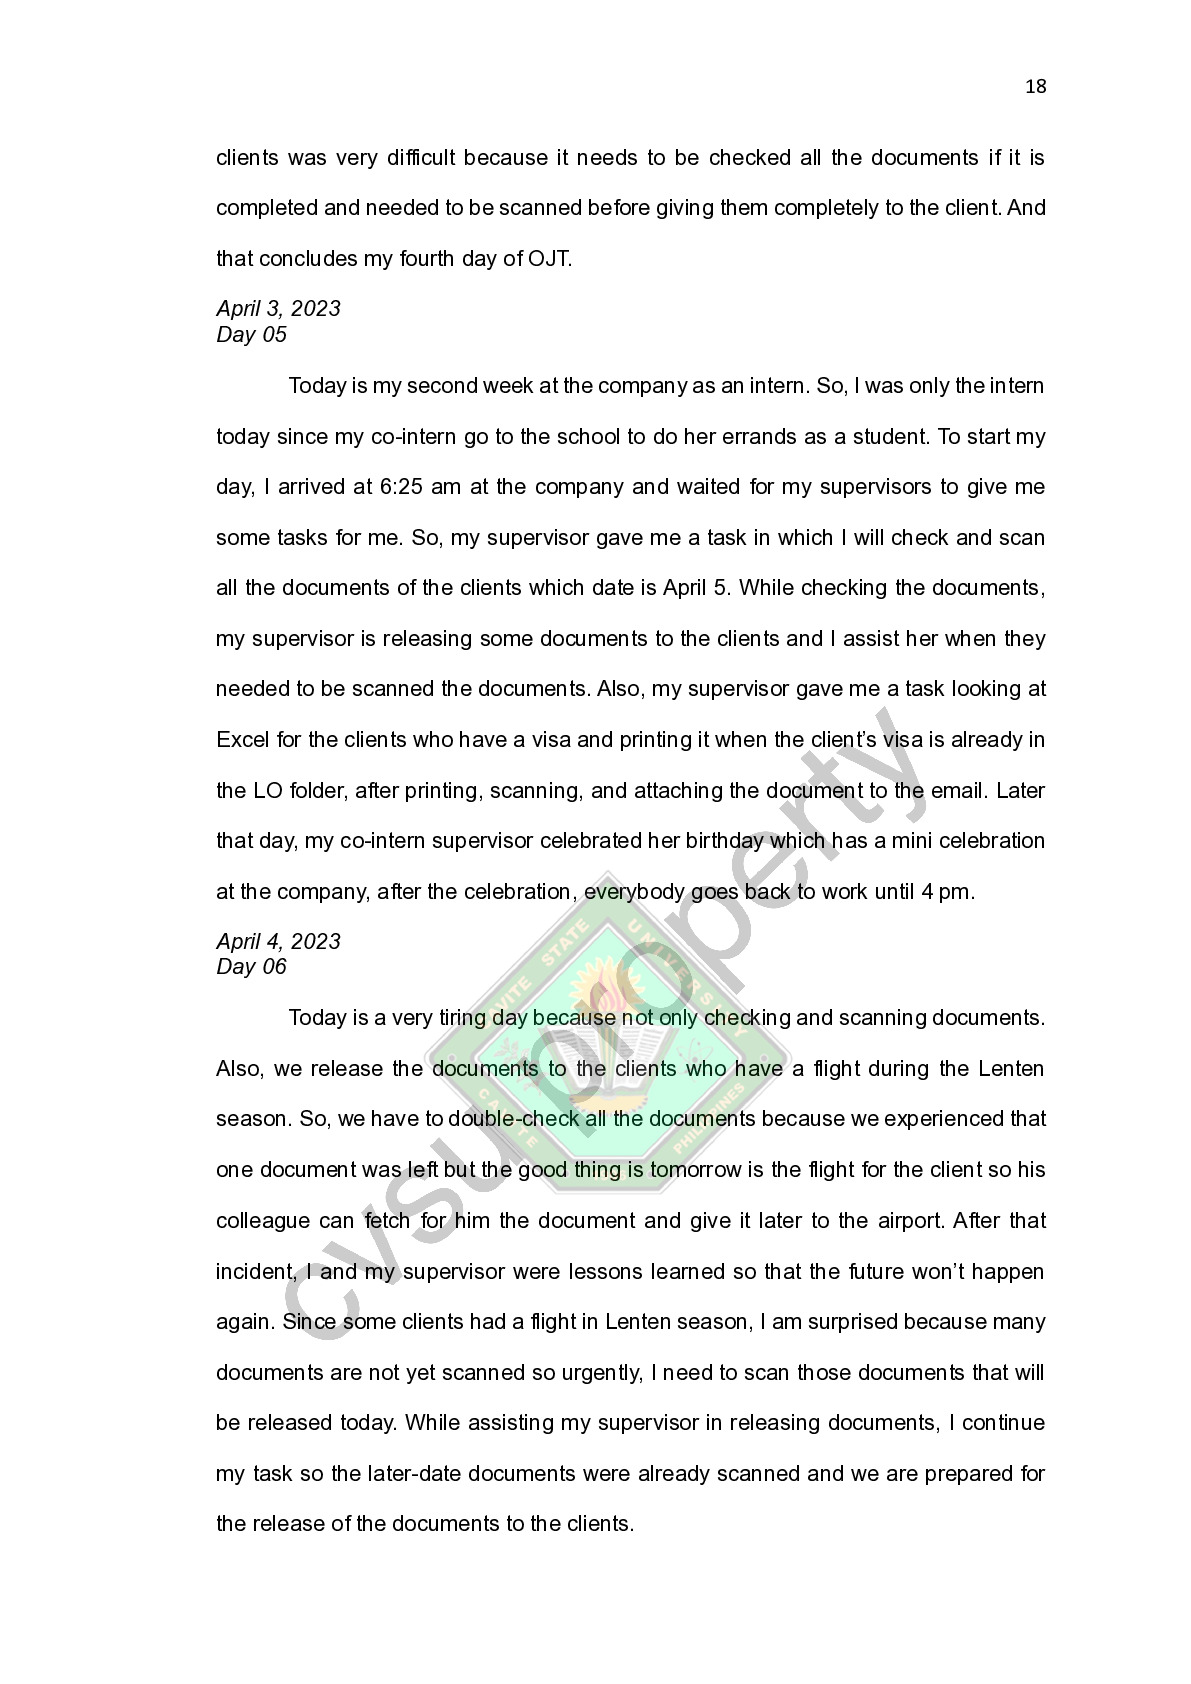 18
clients was very difficult because it needs to be checked all the documents if it is
completed and needed to be scanned before giving them completely to the client. And
that concludes my fourth day of OJT.
April 3, 2023
Day 05
Today is my second week at the company as an intern. So, I was only the intern
today since my co-intern go to the school to do her errands as a student. To start my
day, I arrived at 6:25 am at the company and waited for my supervisors to give me
some tasks for me. So, my supervisor gave me a task in which I will check and scan
all the documents of the clients which date is April 5. While checking the documents,
my supervisor is releasing some documents to the clients and I assist her when they
needed to be scanned the documents. Also, my supervisor gave me a task looking at
Excel for the clients who have a visa and printing it when the client’s visa is already in
the LO folder, after printing, scanning, and attaching the document to the email. Later
that day, my co-intern supervisor celebrated her birthday which has a mini celebration
at the company, after the celebration, everybody goes back to work until 4 pm.
April 4, 2023
Day 06
Today is a very tiring day because not only checking and scanning documents.
Also, we release the documents to the clients who have a flight during the Lenten
season. So, we have to double-check all the documents because we experienced that
one document was left but the good thing is tomorrow is the flight for the client so his
colleague can fetch for him the document and give it later to the airport. After that
incident, I and my supervisor were lessons learned so that the future won’t happen
again. Since some clients had a flight in Lenten season, I am surprised because many
documents are not yet scanned so urgently, I need to scan those documents that will
be released today. While assisting my supervisor in releasing documents, I continue
my task so the later-date documents were already scanned and we are prepared for
the release of the documents to the clients.
cvsu property
CAVITE STATE UNIVERSITY
CAVITE
PHILIPPINES